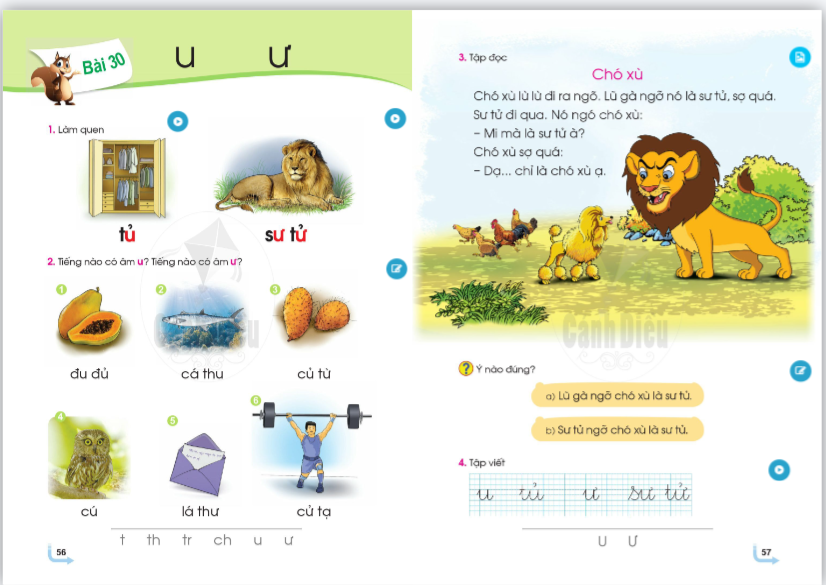 Bài 30
u ư
1. Làm quen
tủ
sư tử
2. Tiếng nào có âm u? Tiếng nào có âm ư?
1
2
3
đu đủ
cá thu
củ từ
4
5
6
cú
lá thư
cử tạ
t th tr ch u ư
56
3. Tập đọc
Chó xù
Chó xù lừ lừ đi ra ngõ. Lũ gà ngỡ nó là sư tử, sợ quá.
Sư tử đi qua. Nó ngó chó xù:
– Mi mà là sư tử à?
Chó xù sợ quá:
– Dạ... chỉ là chó xù ạ.
Cánh Diều
Cánh Diều
? Ý nào đúng?
a) Lũ gà ngỡ chó xù là sư tử.
b) Sư tử ngỡ chó xù là sư tử.
4. Tập viết
u tủ ư sư tử
U Ư
57